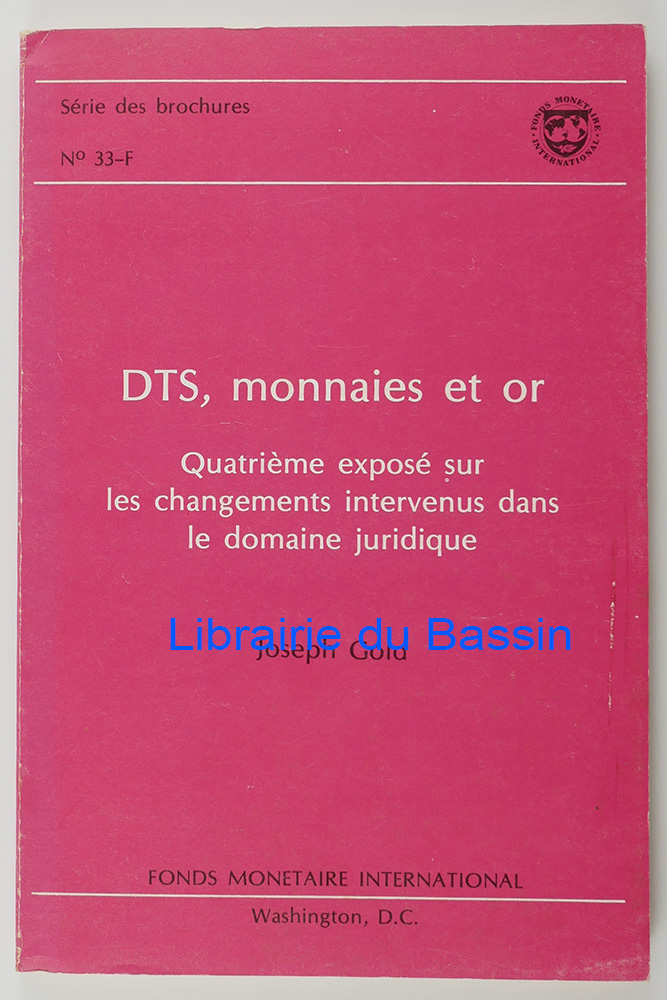 Série des brochures
Nº 33–F
FONDS MONETAIRE INTERNATIONAL
DTS, monnaies et or
Quatrième exposé sur
les changements intervenus dans
le domaine juridique
Librairie du Bassin
Joseph Gold
FONDS MONETAIRE INTERNATIONAL
Washington, D.C.